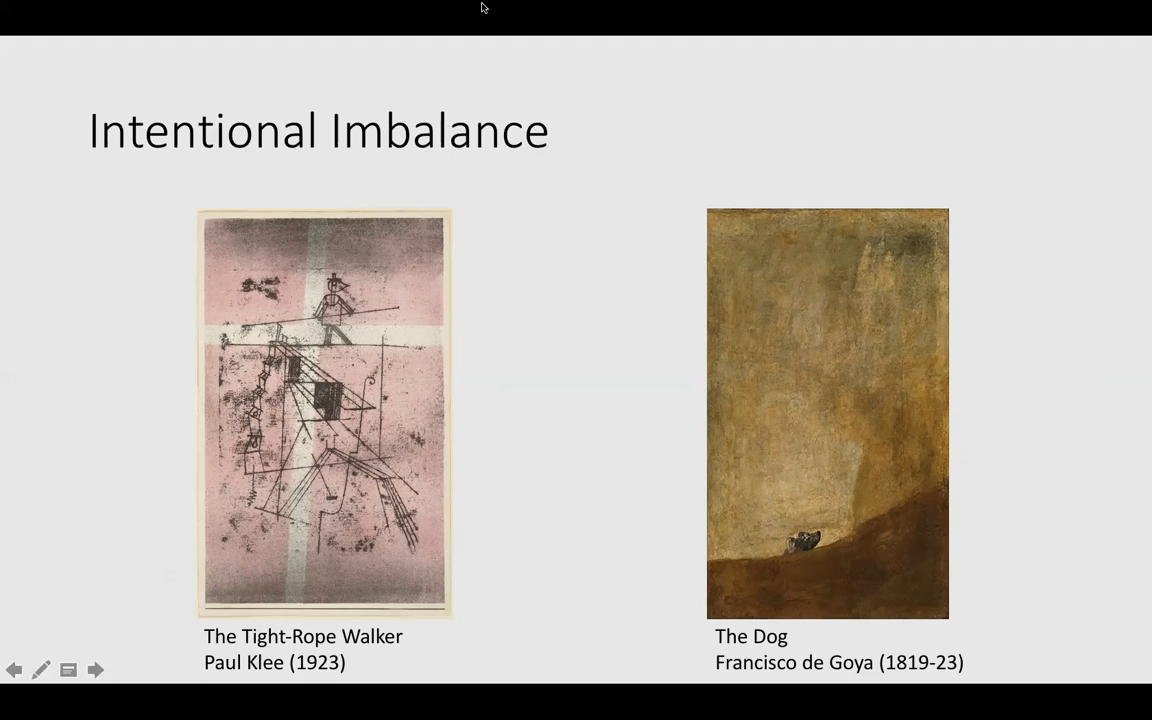 Intentional Imbalance
The Tight-Rope Walker
Paul Klee (1923)
The Dog
Francisco de Goya (1819-23)